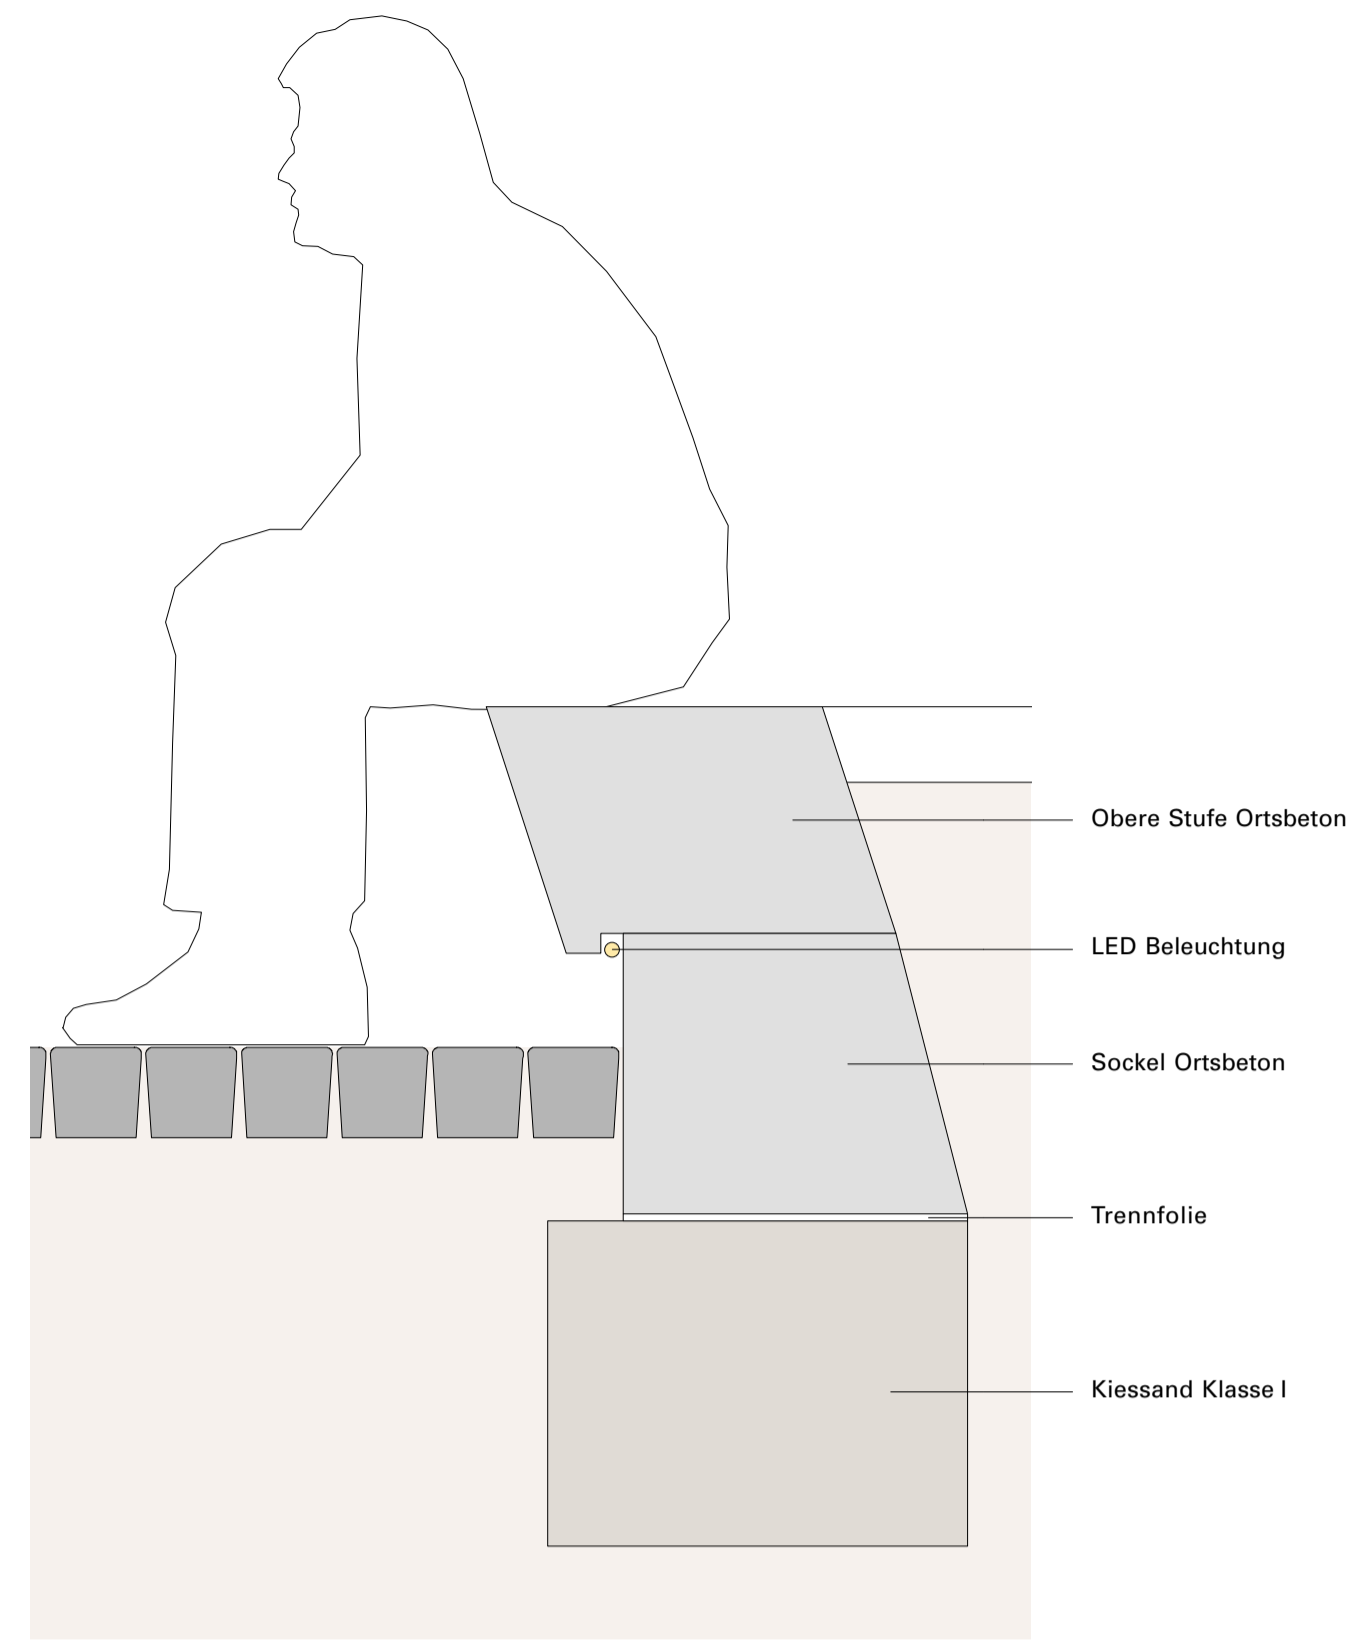 Obere Stufe Ortsbeton
LED Beleuchtung
Sockel Ortsbeton
Trennfolie
Kiessand Klasse I